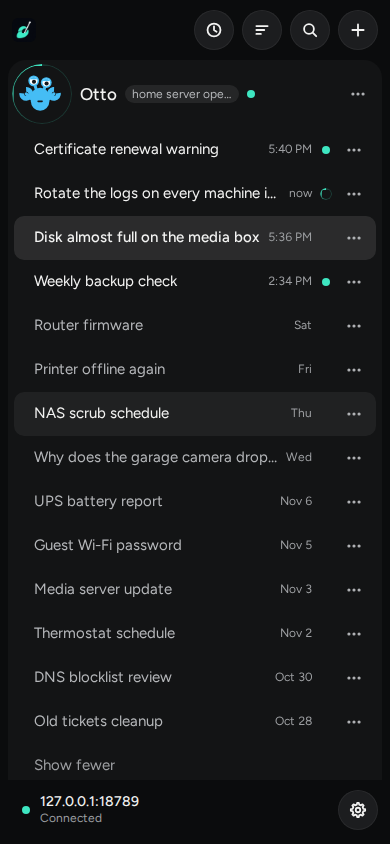 Otto home server ope...
Certificate renewal warning 5:40 PM
Rotate the logs on every machine i... now
Disk almost full on the media box 5:36 PM
Weekly backup check 2:34 PM
Router firmware Sat
Printer offline again Fri
NAS scrub schedule Thu
Why does the garage camera drop... Wed
UPS battery report Nov 6
Guest Wi-Fi password Nov 5
Media server update Nov 3
Thermostat schedule Nov 2
DNS blocklist review Oct 30
Old tickets cleanup Oct 28
Show fewer
127.0.0.1:18789
Connected